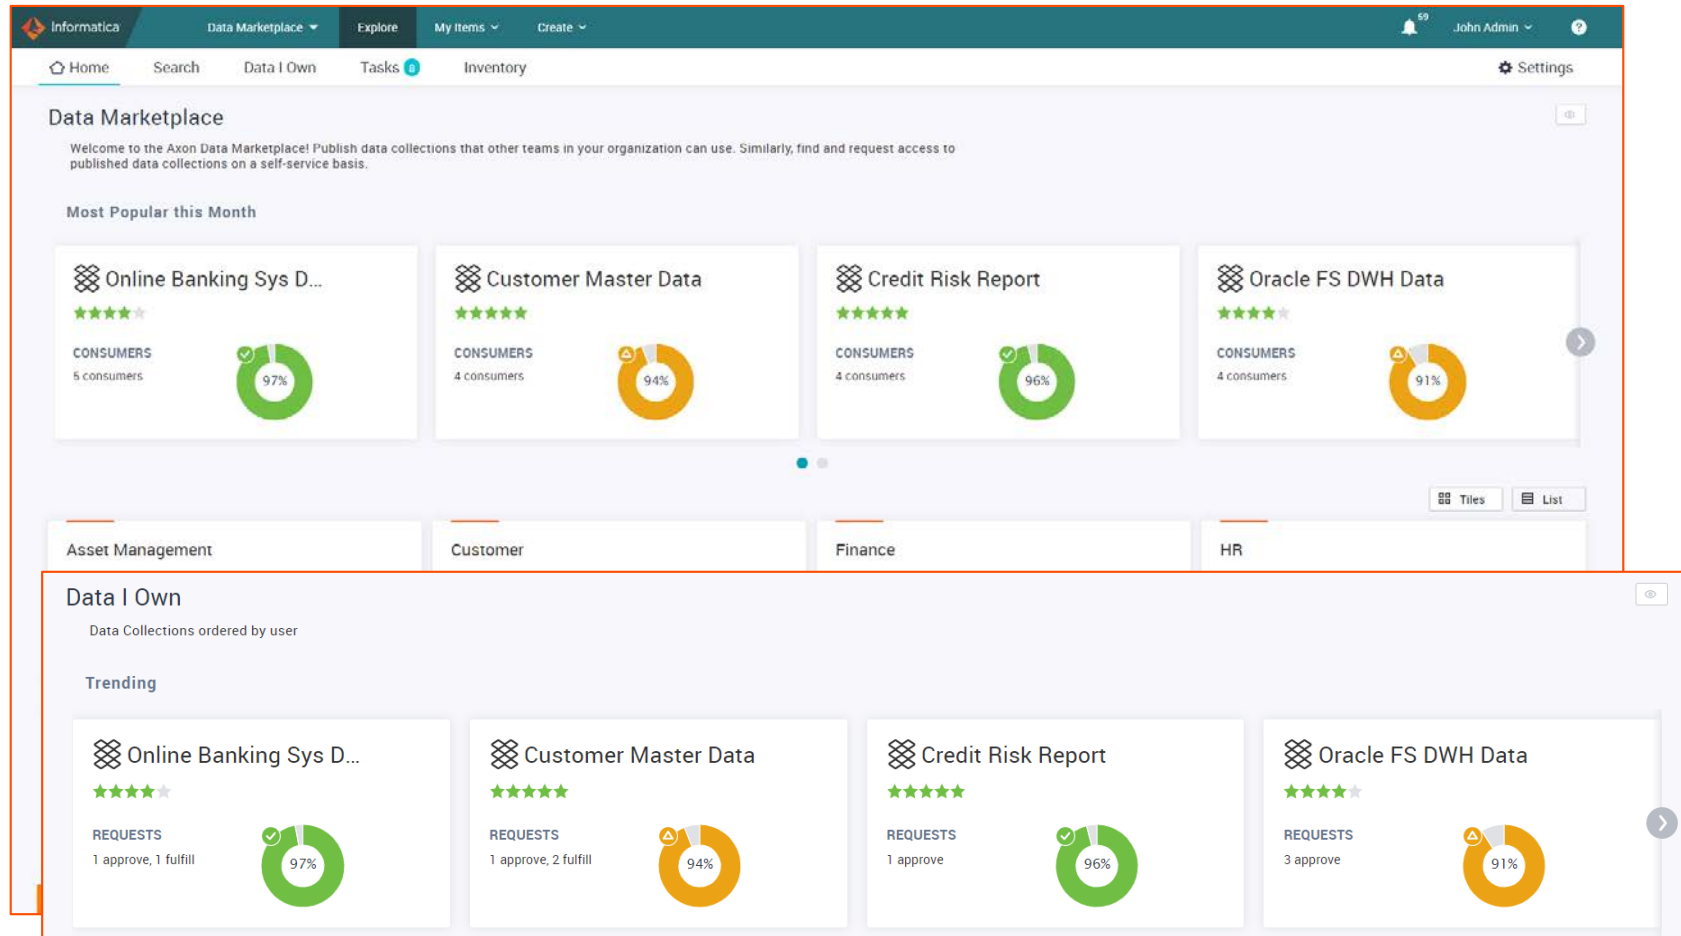 Informatica Data Marketplace Explore My Items Create 59 John Admin ?
Home Search Data I Own Tasks 8 Inventory Settings
Data Marketplace
Welcome to the Axon Data Marketplace! Publish data collections that other teams in your organization can use. Similarly, find and request access to
published data collections on a self-service basis.
Most Popular this Month
Online Banking Sys D... Customer Master Data Credit Risk Report Oracle FS DWH Data
CONSUMERS CONSUMERS CONSUMERS CONSUMERS
5 consumers 97% 4 consumers 94% 4 consumers 96% 4 consumers 91%
Tiles List
Asset Management Customer Finance HR
Data I Own
Data Collections ordered by user
Trending
Online Banking Sys D... Customer Master Data Credit Risk Report Oracle FS DWH Data
REQUESTS REQUESTS REQUESTS REQUESTS
1 approve, 1 fulfill 97% 1 approve, 2 fulfill 94% 1 approve 96% 3 approve 91%